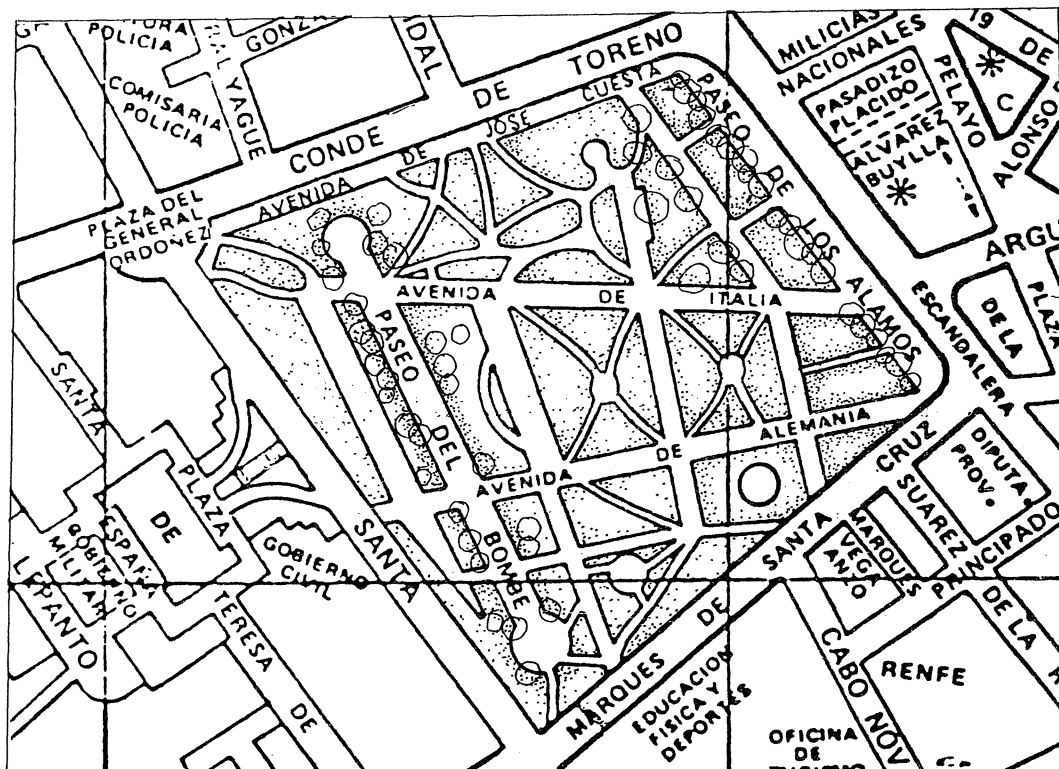 POLICIA
COMISARIA
POLICIA
YAGUE
CONDE DE TORENO
AVENIDA DE JOSE CUESTA
PLAZA DEL
GENERAL
ORDOÑEZ
PASEO DE LOS ALAMOS
MILICIAS
NACIONALES
PASADIZO
PLACIDO
ALVAREZ
BUYLLA
PELAYO
19 DE
C
ALONSO
ARGU
ESCANDALERA
DE LA
PLAZA
AVENIDA DE ITALIA
PASEO DEL BOMBE
AVENIDA DE ALEMANIA
SANTA
PLAZA
DE
ESPAÑA
GOBIERNO
MILITAR
LEPANTO
GOBIERNO
CIVIL
SANTA
TERESA DE
MARQUES DE SANTA CRUZ
DIPUTA
PROV.
SUAREZ DE LA
MARQUES
VEGA
ANZO
PRINCIPADO
EDUCACION
FISICA Y
DEPORTES
CABO NOV
RENFE
OFICINA
DE